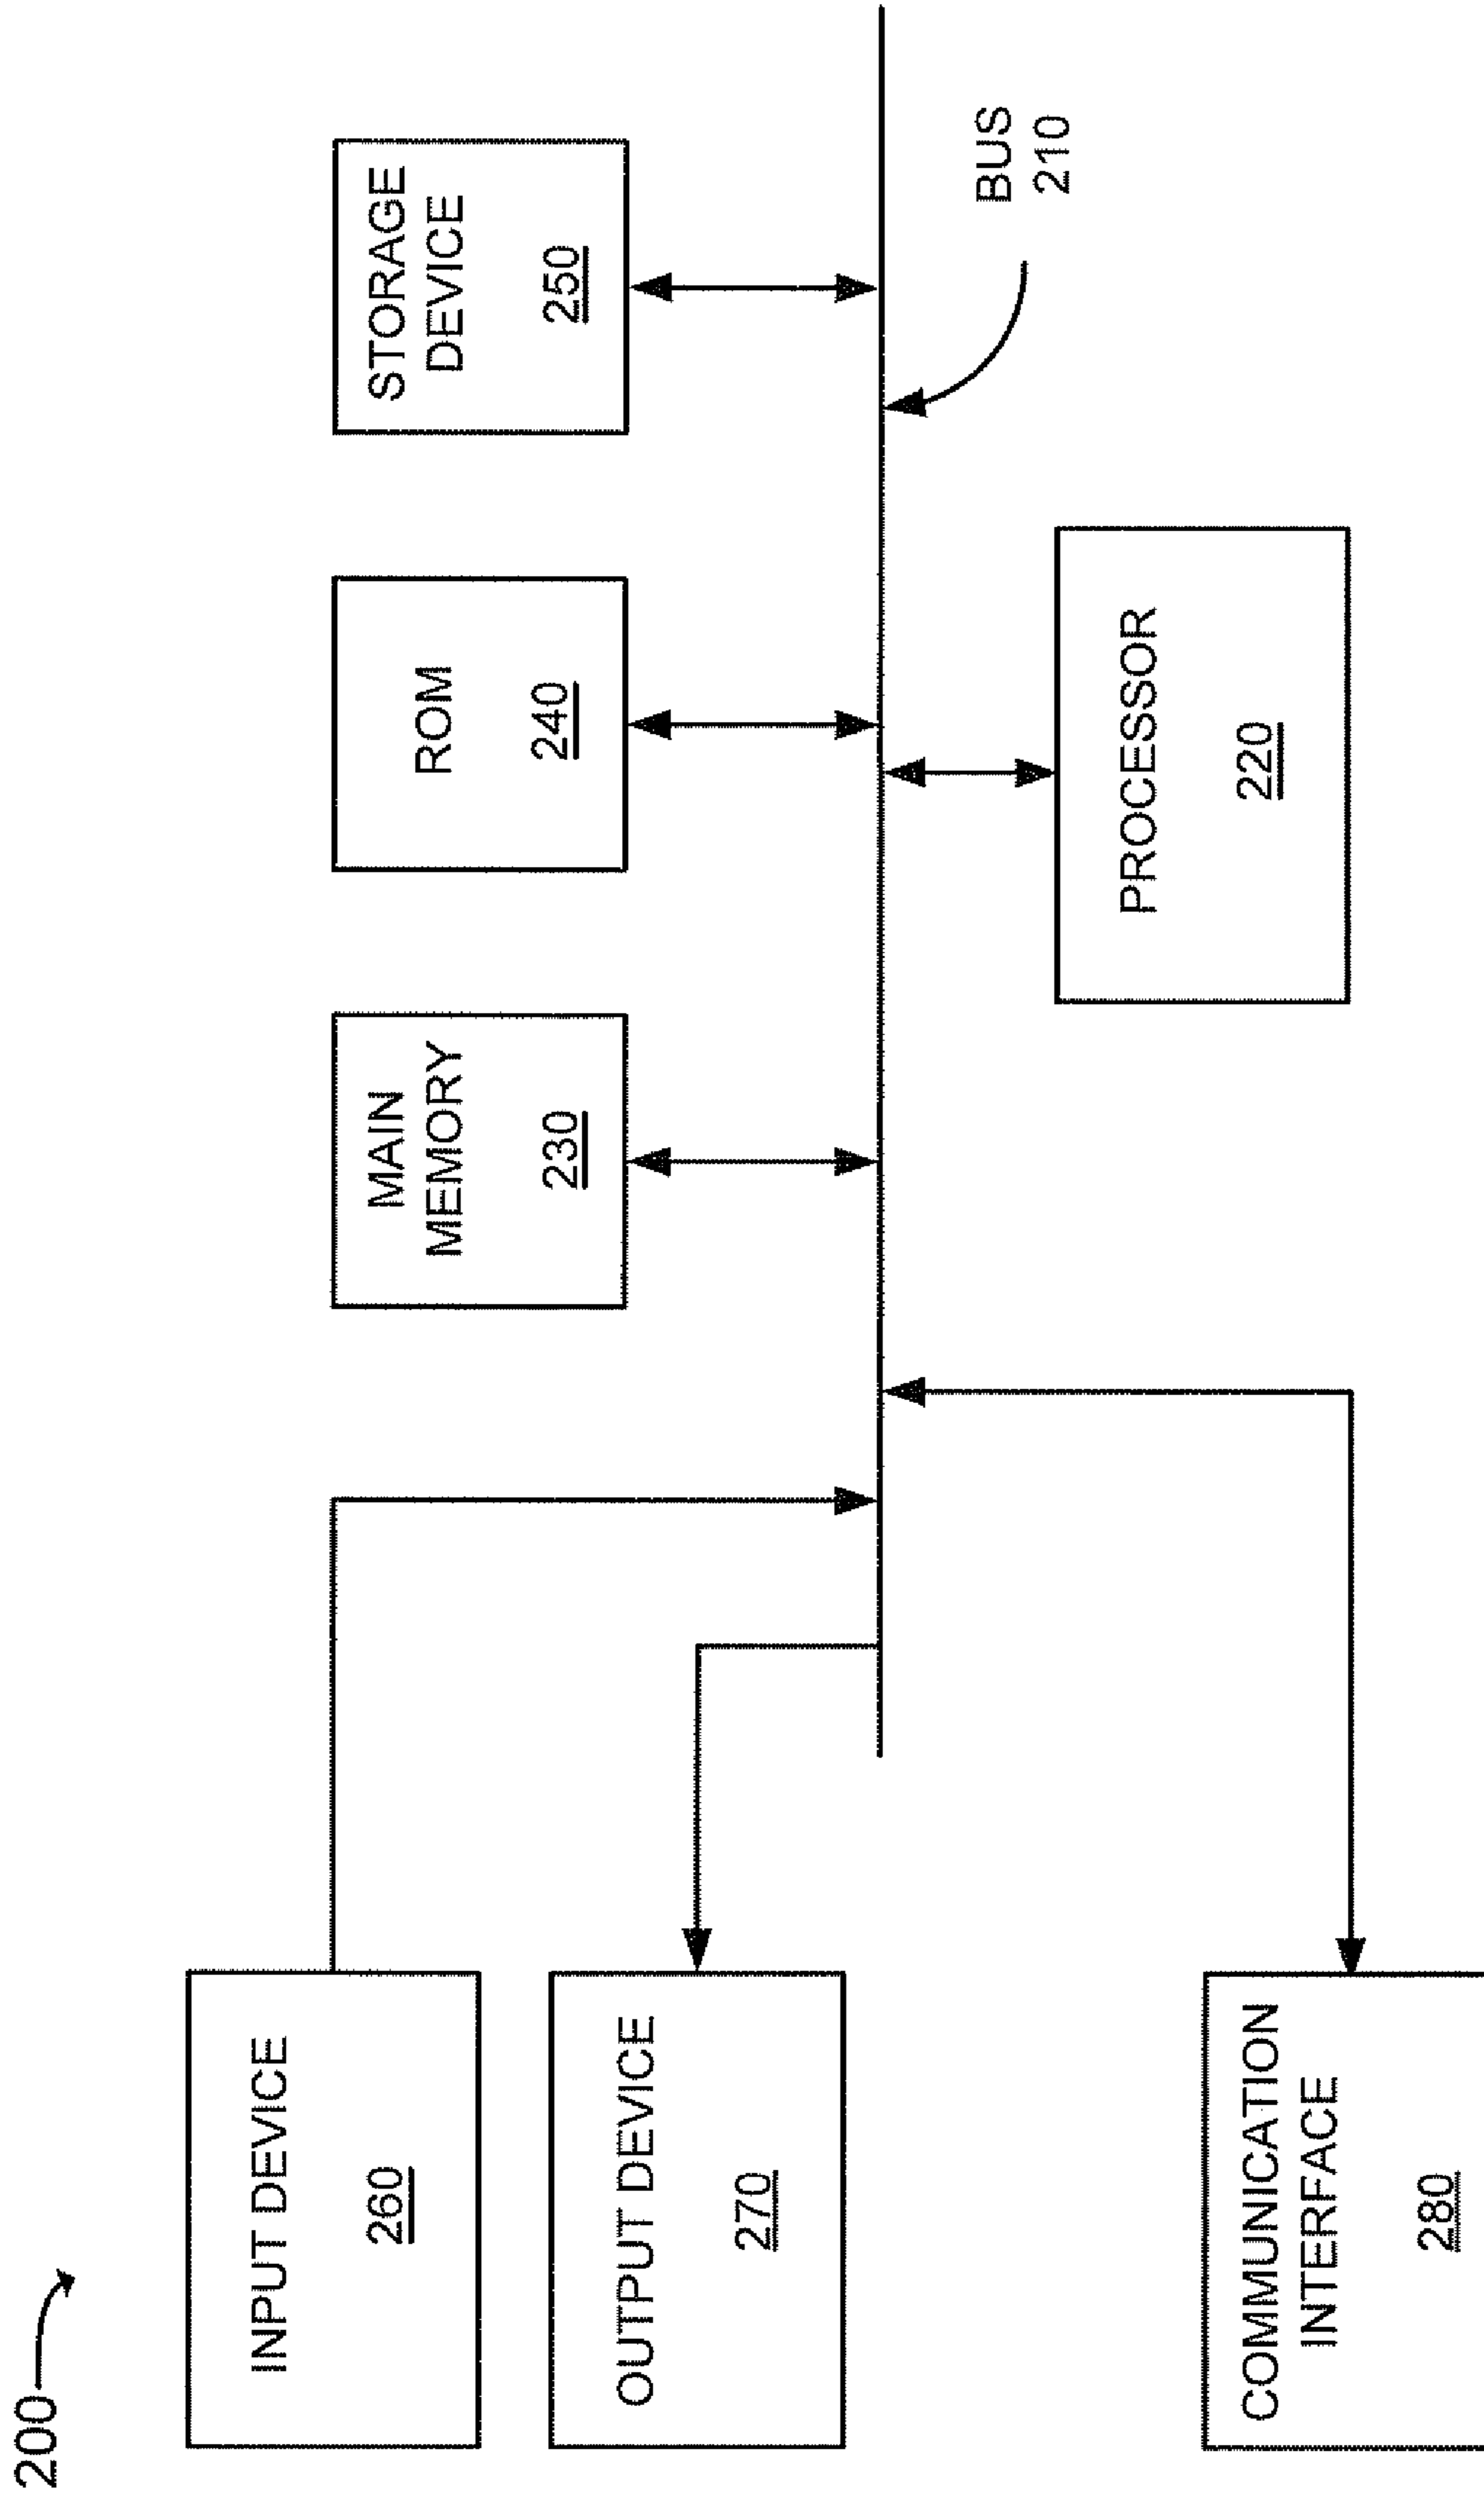 200
INPUT DEVICE
260
OUTPUT DEVICE
270
COMMUNICATION
INTERFACE
280
MAIN
MEMORY
230
ROM
240
STORAGE
DEVICE
250
PROCESSOR
220
BUS
210